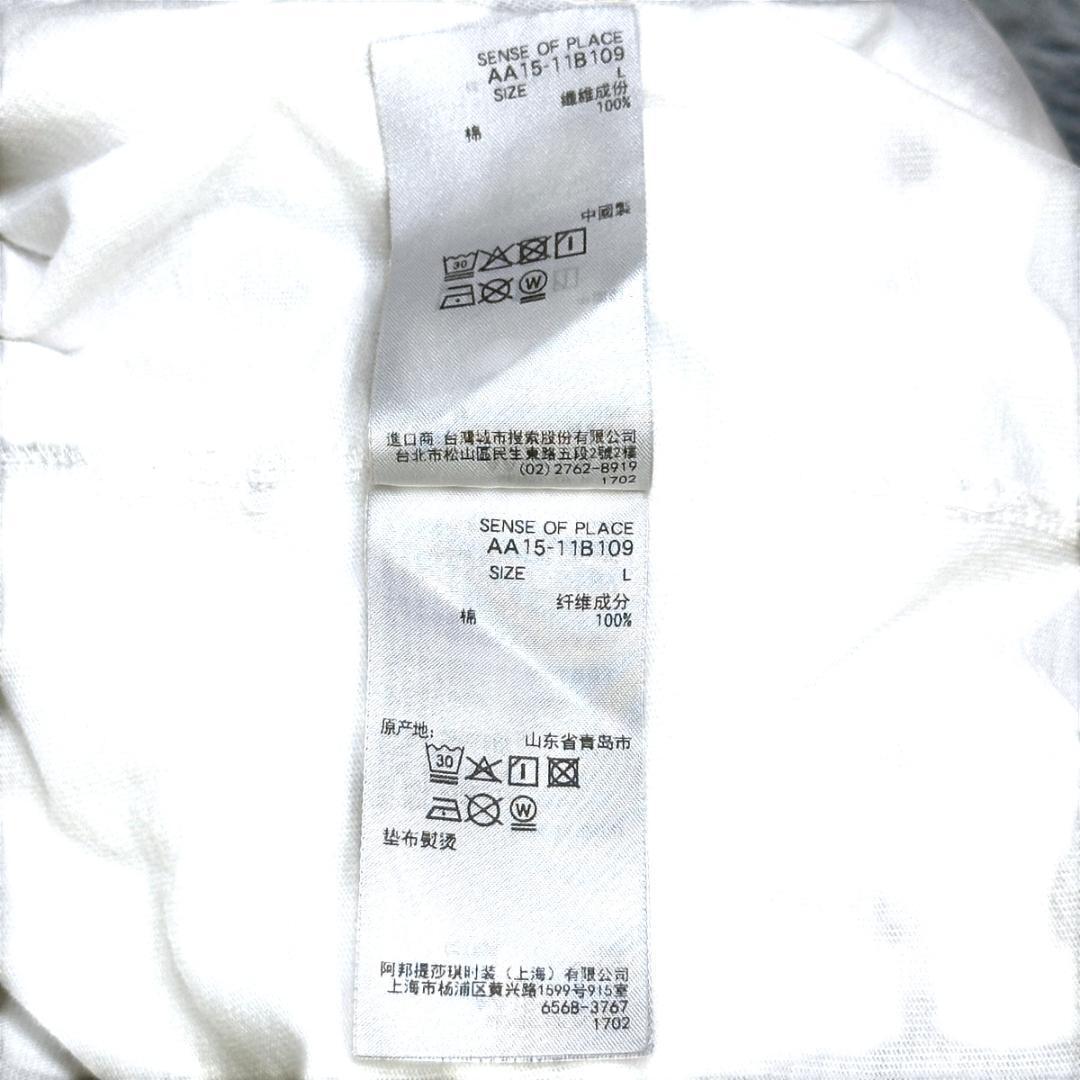 SENSE OF PLACE
AA15-11B109
SIZE L
纖維成份
棉 100%
中國製
30
W
進口商 台灣城市搜索股份有限公司
台北市松山區民生東路五段2號2樓
(02)2762-8919
1702
SENSE OF PLACE
AA15-11B109
SIZE L
纤维成分
棉 100%
原产地:
山东省青岛市
30
W
垫布熨烫
阿邦提莎琪时装（上海）有限公司
上海市杨浦区黄兴路1599号915室
6568-3767
1702